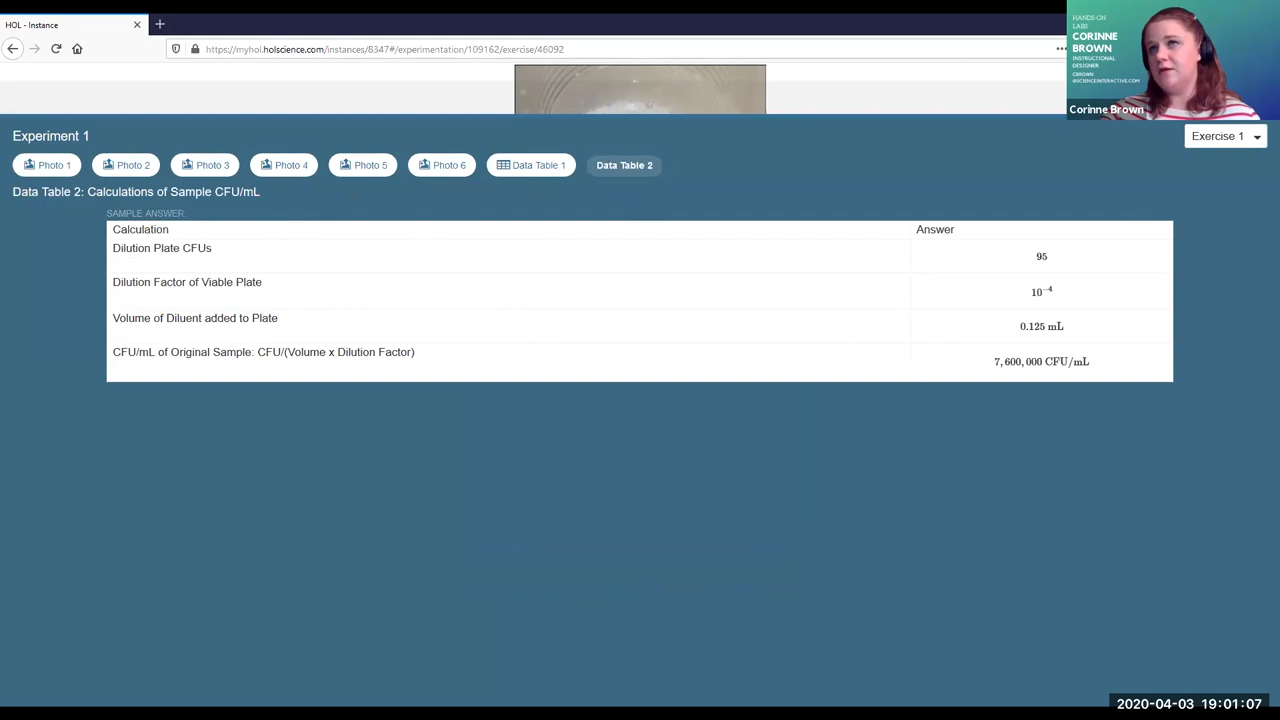 HOL - Instance
https://myhol.holscience.com/instances/8347#/experimentation/109162/exercise/46092
HANDS-ON
LABS
CORINNE
BROWN
INSTRUCTIONAL
DESIGNER
CBROWN
@SCIENCEINTERACTIVE.COM
Corinne Brown
Experiment 1
Exercise 1
Photo 1 Photo 2 Photo 3 Photo 4 Photo 5 Photo 6 Data Table 1 Data Table 2
Data Table 2: Calculations of Sample CFU/mL
SAMPLE ANSWER:
Calculation Answer
Dilution Plate CFUs 95
Dilution Factor of Viable Plate 10⁻⁴
Volume of Diluent added to Plate 0.125 mL
CFU/mL of Original Sample: CFU/(Volume x Dilution Factor) 7,600,000 CFU/mL
2020-04-03 19:01:07